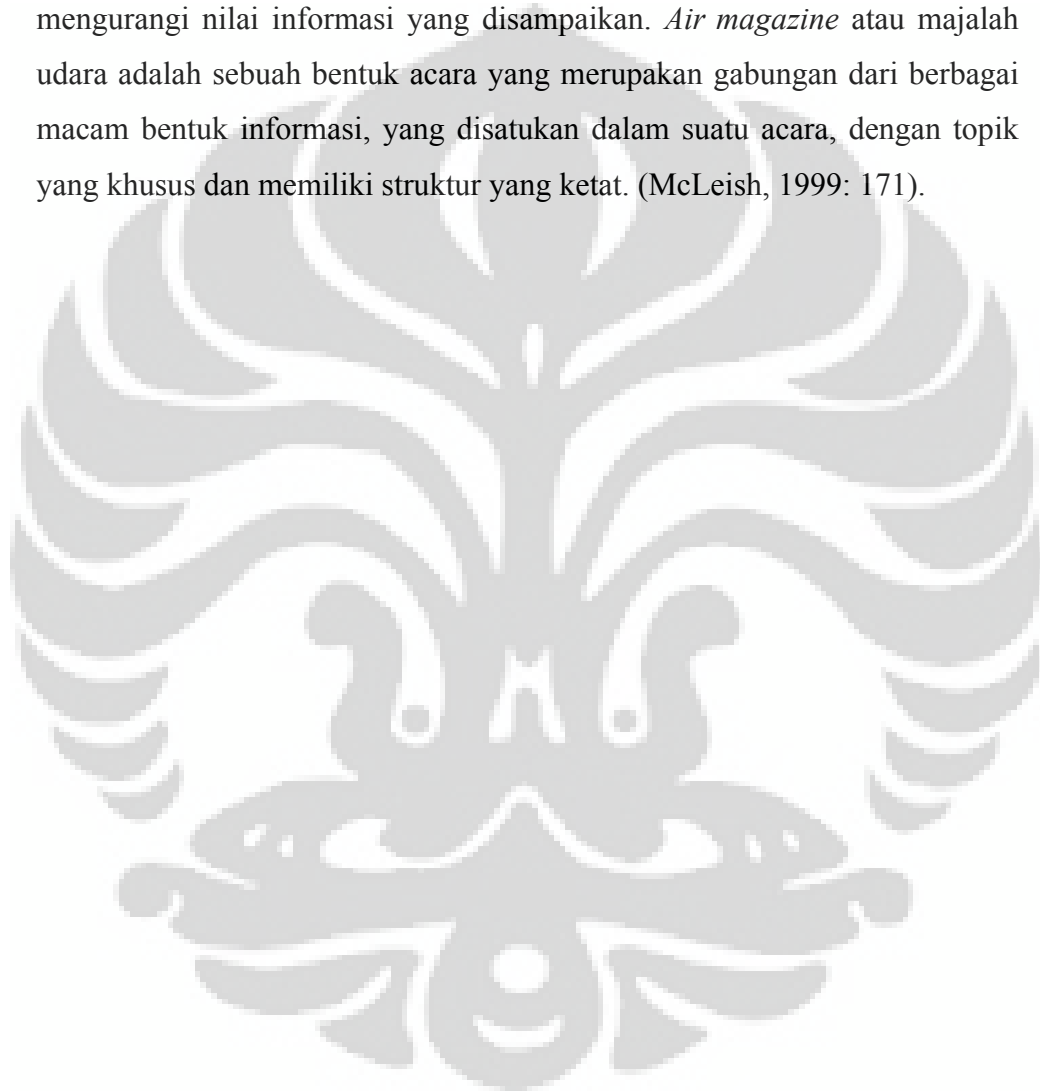 mengurangi nilai informasi yang disampaikan. Air magazine atau majalah
udara adalah sebuah bentuk acara yang merupakan gabungan dari berbagai
macam bentuk informasi, yang disatukan dalam suatu acara, dengan topik
yang khusus dan memiliki struktur yang ketat. (McLeish, 1999: 171).